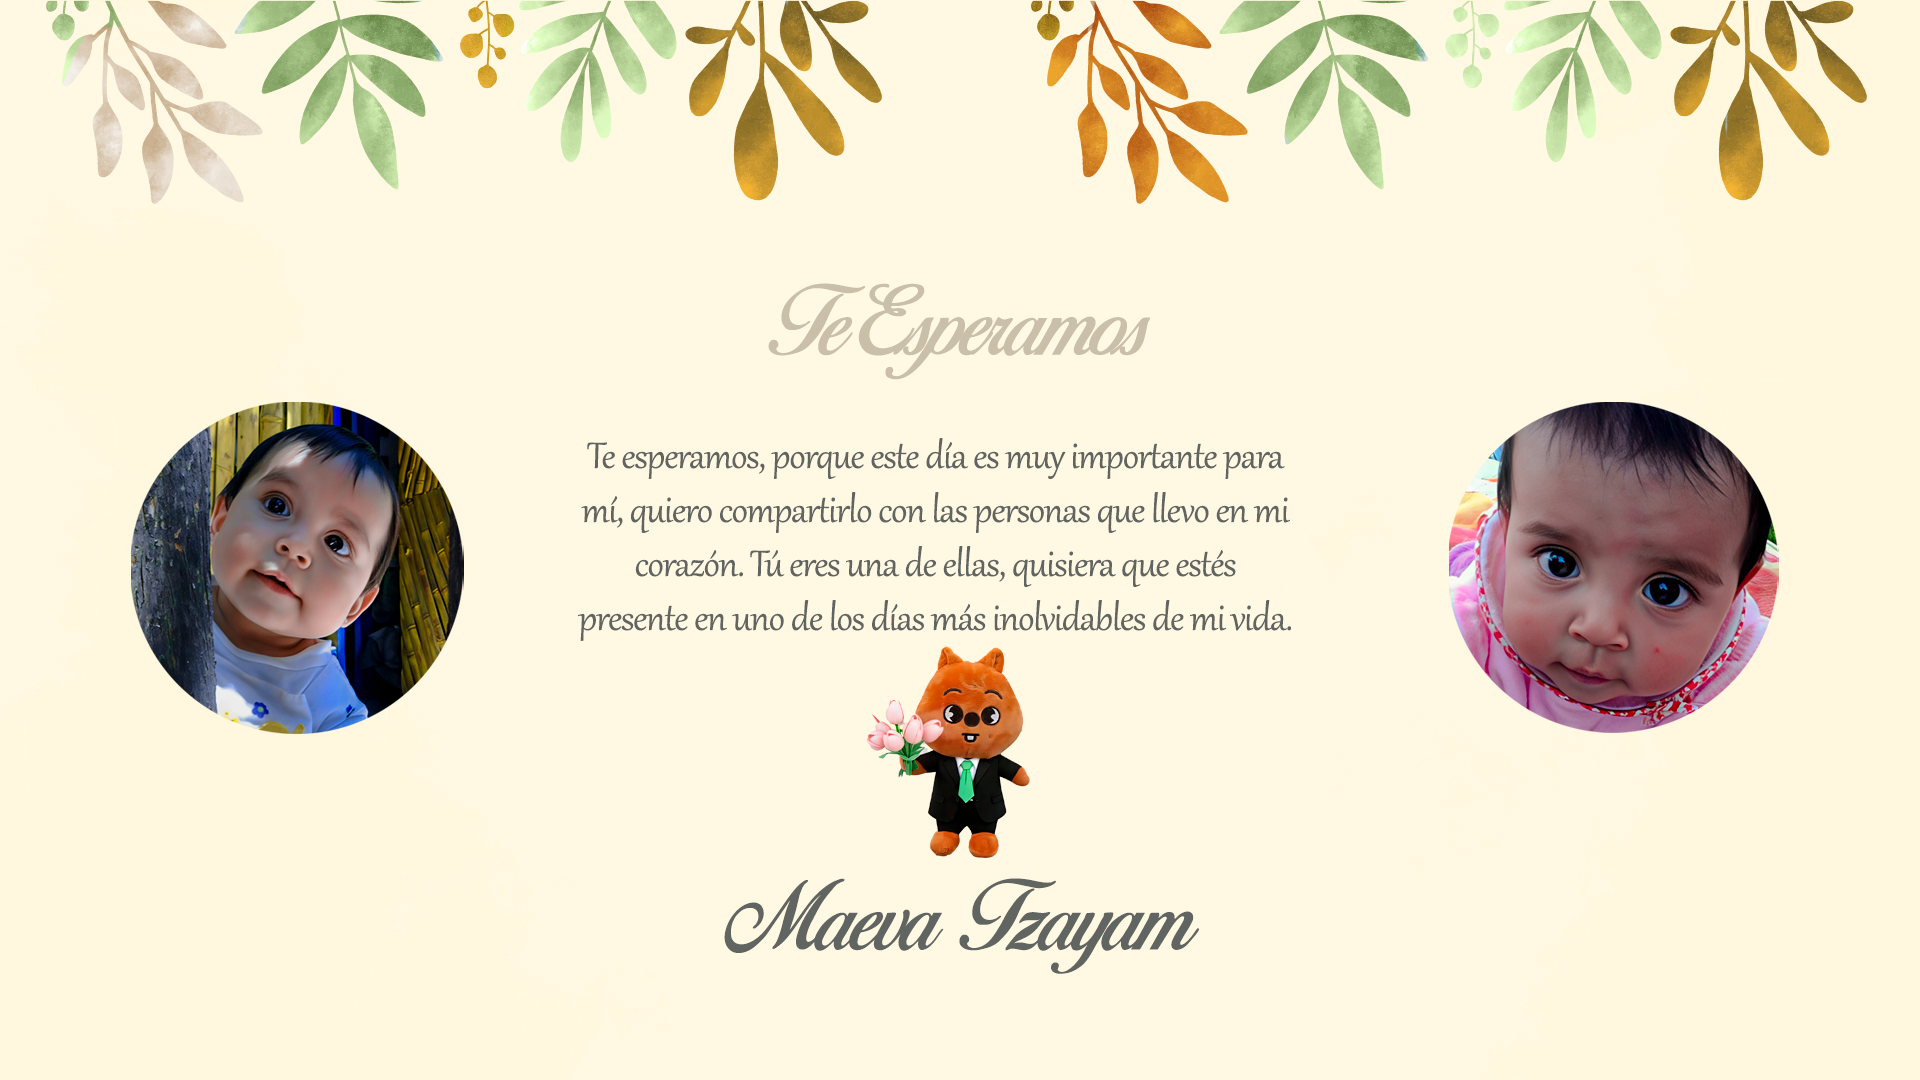 Te Esperamos
Te esperamos, porque este día es muy importante para
mí, quiero compartirlo con las personas que llevo en mi
corazón. Tú eres una de ellas, quisiera que estés
presente en uno de los días más inolvidables de mi vida.
Maeva Tzayam